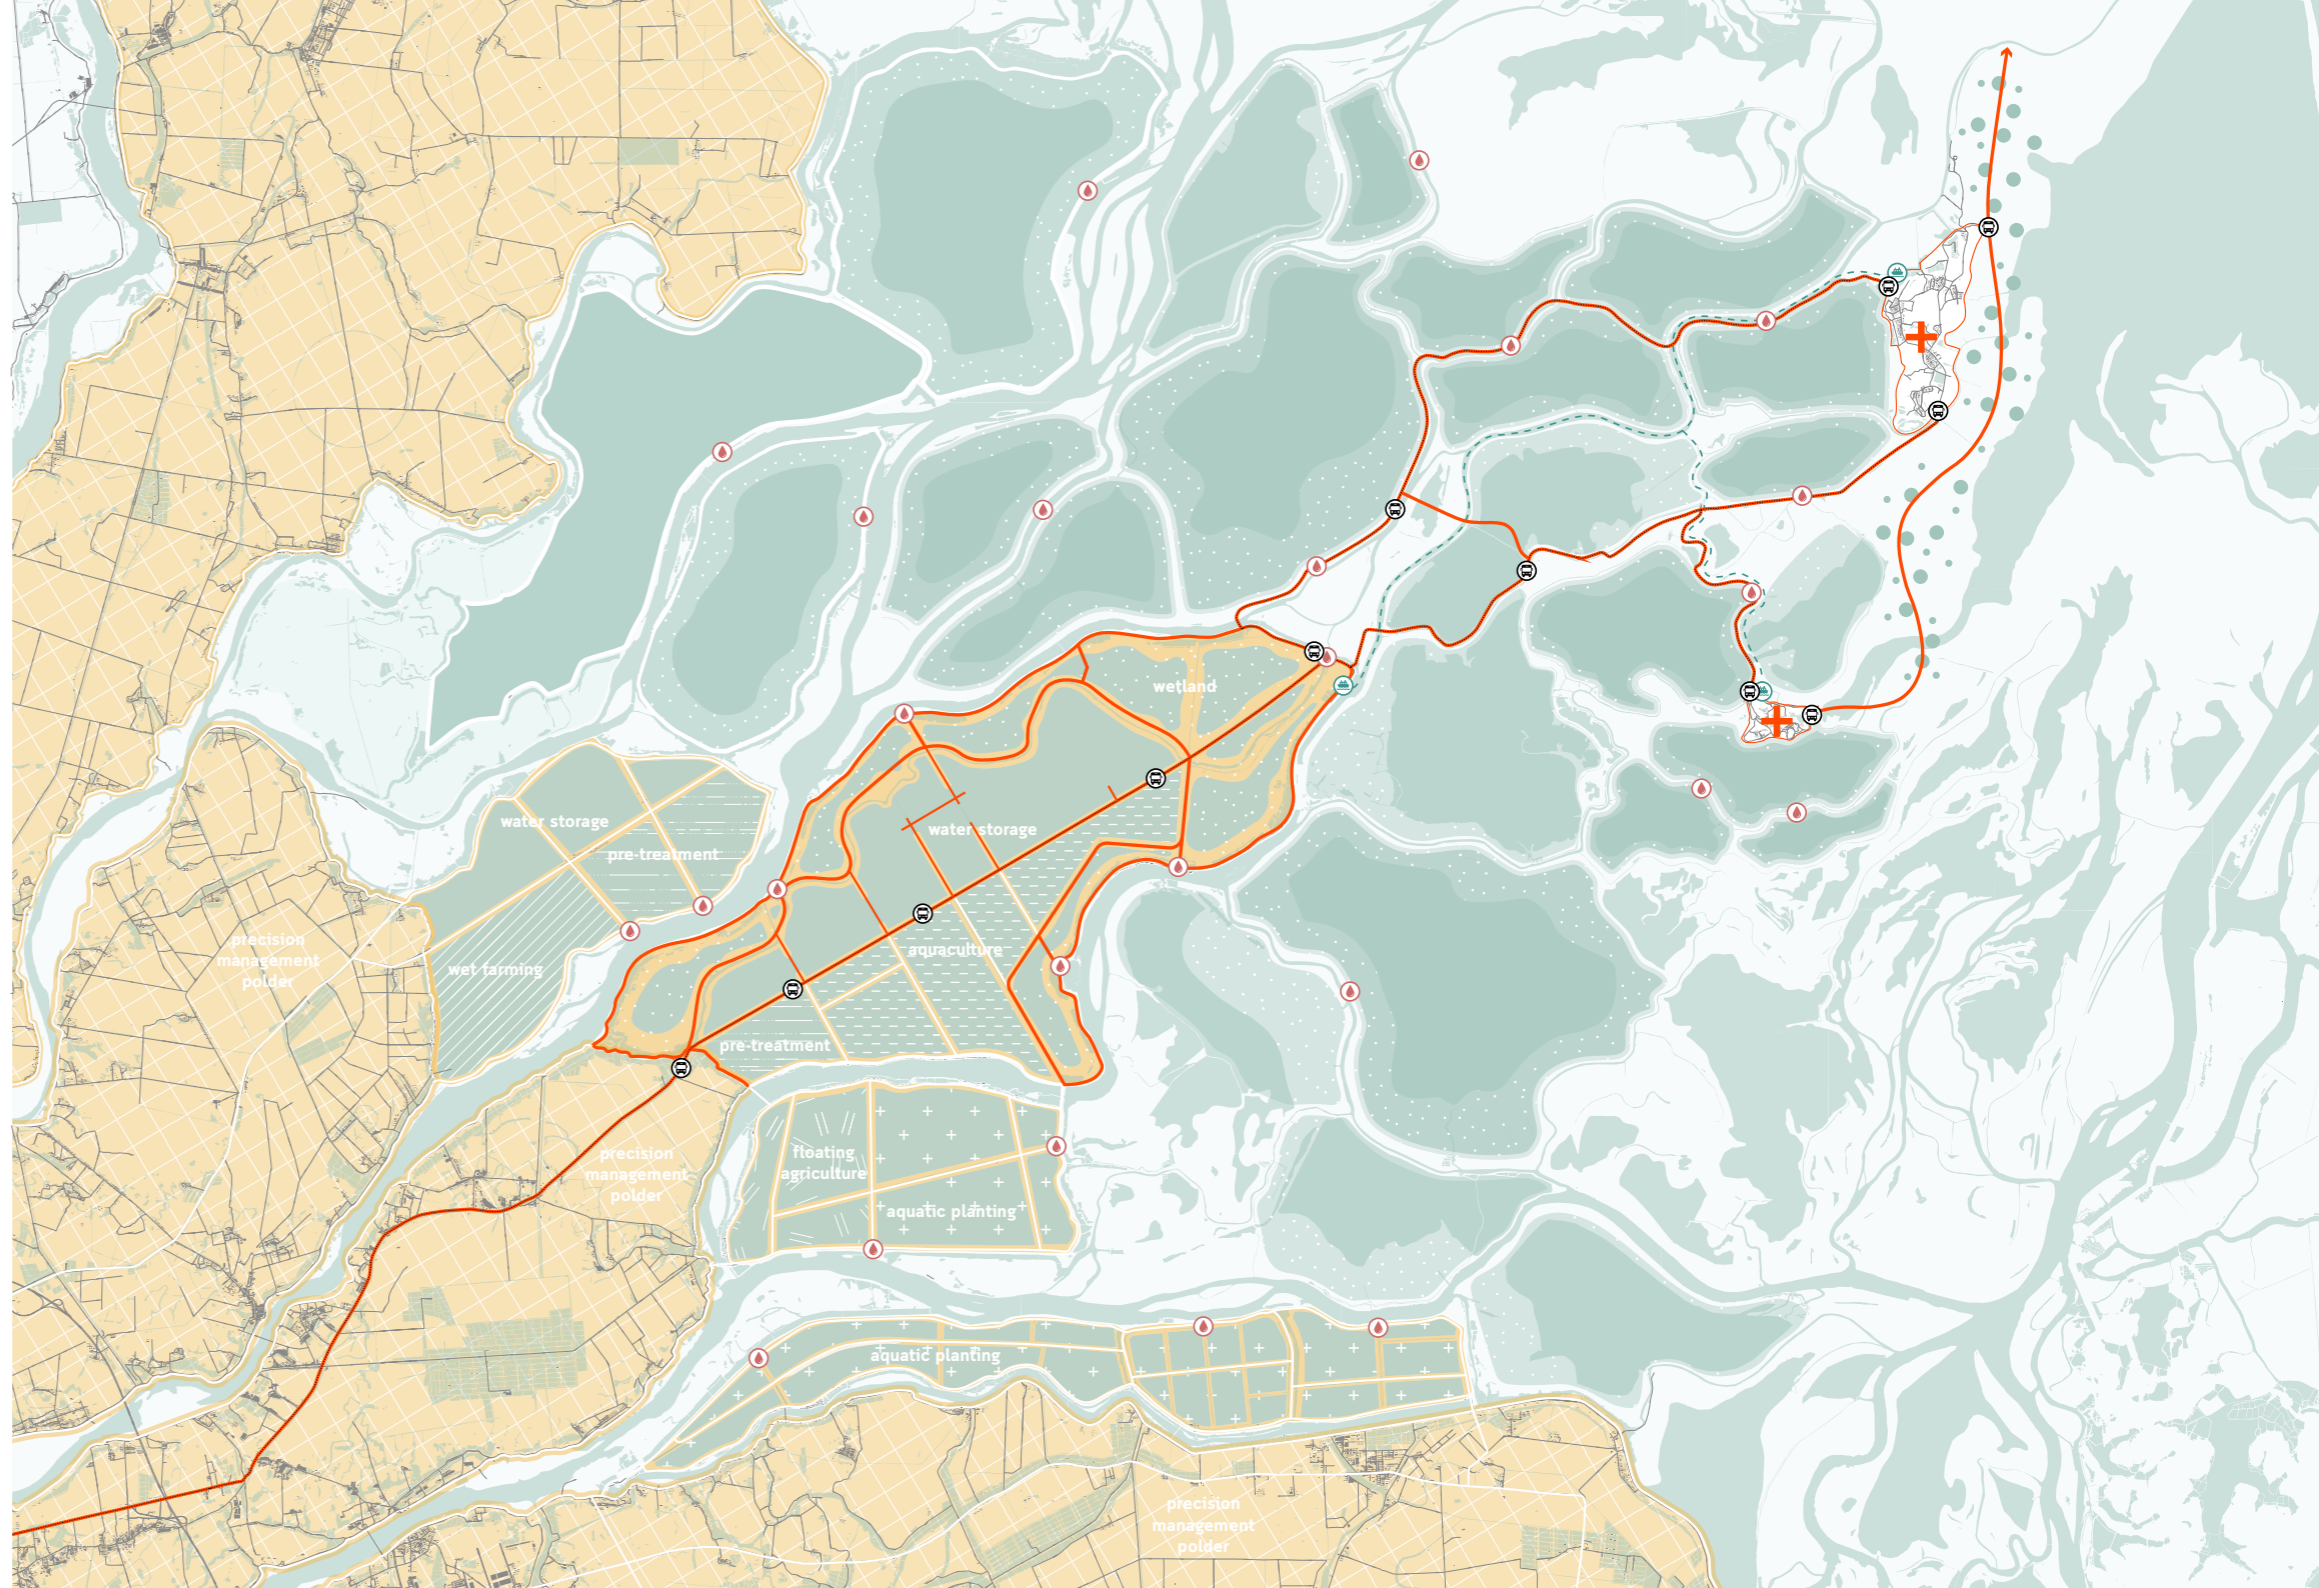 wetland
water storage
water storage
pre-treatment
precision
management
polder
aquaculture
wet farming
pre-treatment
floating
agriculture
precision
management
polder
aquatic planting
aquatic planting
precision
management
polder